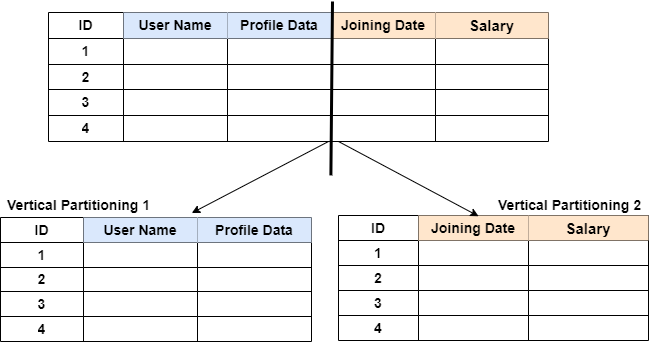 ID User Name Profile Data Joining Date Salary
1
2
3
4
Vertical Partitioning 1
ID User Name Profile Data
1
2
3
4
Vertical Partitioning 2
ID Joining Date Salary
1
2
3
4